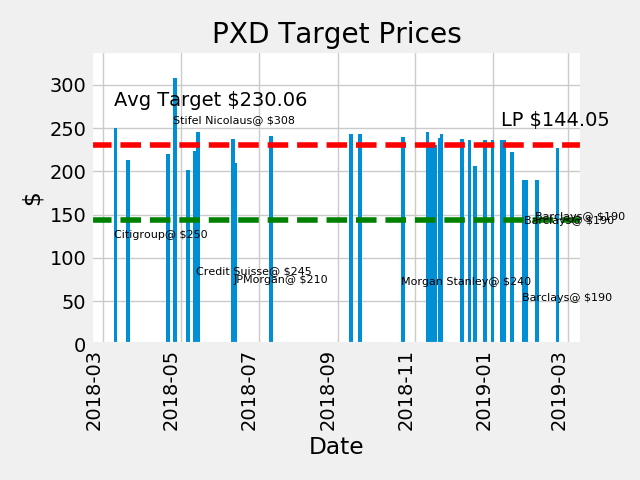 PXD Target Prices
Avg Target $230.06
LP $144.05
Stifel Nicolaus@ $308
Citigroup@ $250
Credit Suisse@ $245
JPMorgan@ $210
Morgan Stanley@ $240
Barclays@ $190
Barclays@ $190
Barclays@ $190
$
300
250
200
150
100
50
0
2018-03
2018-05
2018-07
2018-09
2018-11
2019-01
2019-03
Date